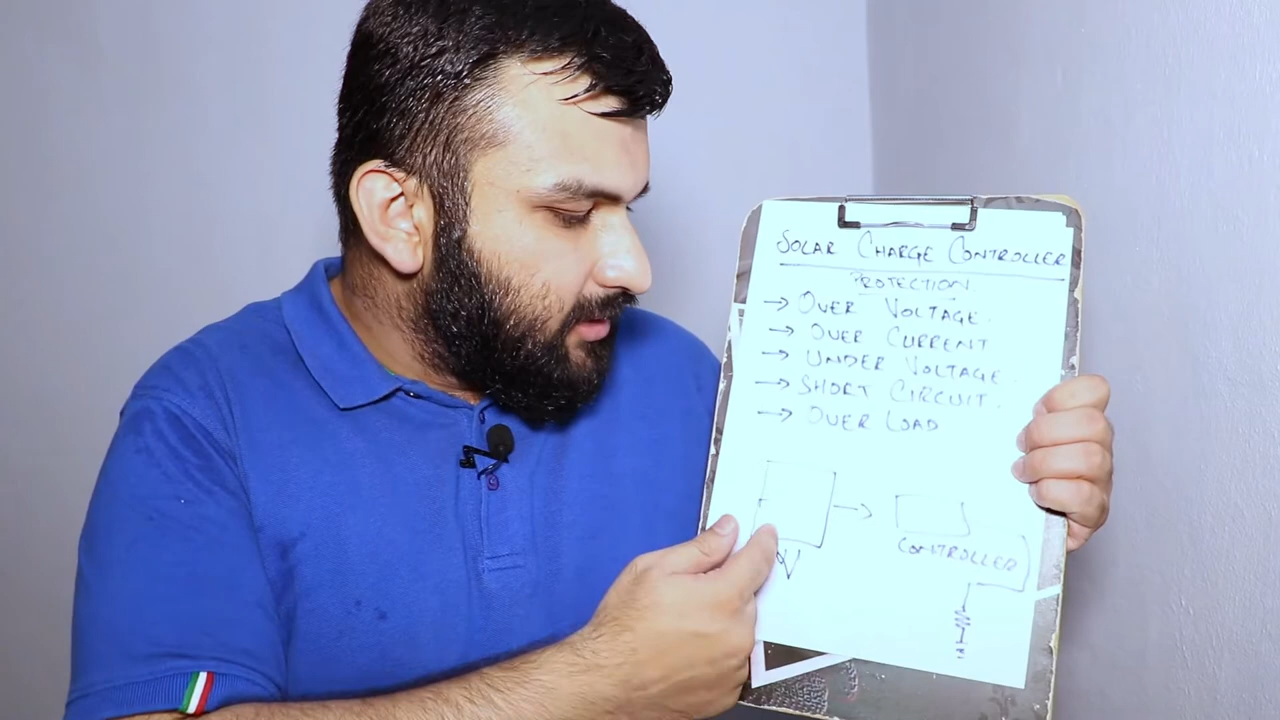 SOLAR CHARGE CONTROLLER
PROTECTION
→ OVER VOLTAGE.
→ OVER CURRENT
→ UNDER VOLTAGE.
→ SHORT CIRCUIT.
→ OVER LOAD
CONTROLLER